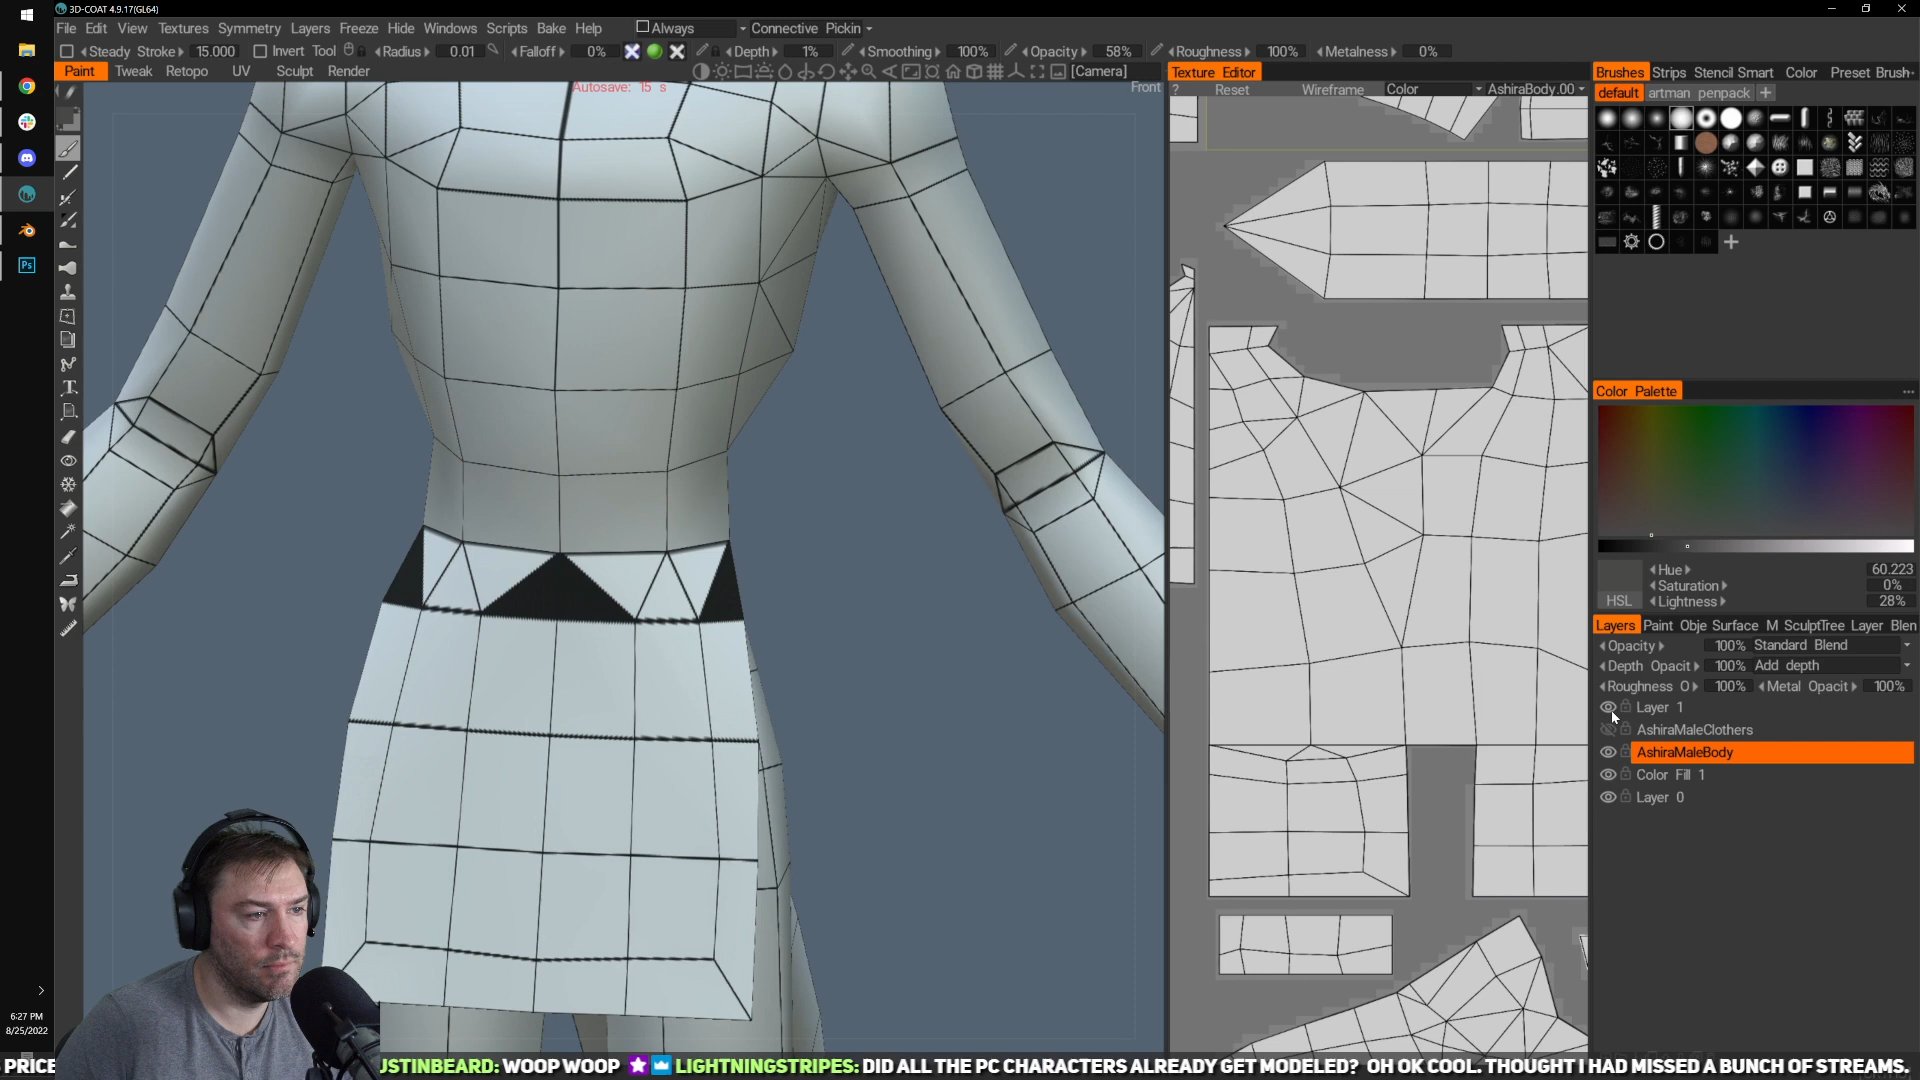 3D-COAT 4.9.17(GL64)
File Edit View Textures Symmetry Layers Freeze Hide Windows Scripts Bake Help Always Connective Pickin
Steady Stroke 15.000 Invert Tool Radius 0.01 Falloff 0% Depth 1% Smoothing 100% Opacity 58% Roughness 100% Metalness 0%
Paint Tweak Retopo UV Sculpt Render [Camera]
Texture Editor
Brushes Strips Stencil Smart Color Preset Brush
Autosave: 15 s
Front
? Reset Wireframe Color AshiraBody.00
default artman penpack +
Color Palette
Hue 60.223
Saturation 0%
HSL Lightness 28%
Layers Paint Obje Surface M SculptTree Layer Blen
Opacity 100% Standard Blend
Depth Opacit 100% Add depth
Roughness O 100% Metal Opacit 100%
Layer 1
AshiraMaleClothers
AshiraMaleBody
Color Fill 1
Layer 0
Ps
6:27 PM
8/25/2022
PRICE
USTINBEARD: WOOP WOOP LIGHTNINGSTRIPES: DID ALL THE PC CHARACTERS ALREADY GET MODELED? OH OK COOL. THOUGHT I HAD MISSED A BUNCH OF STREAMS.